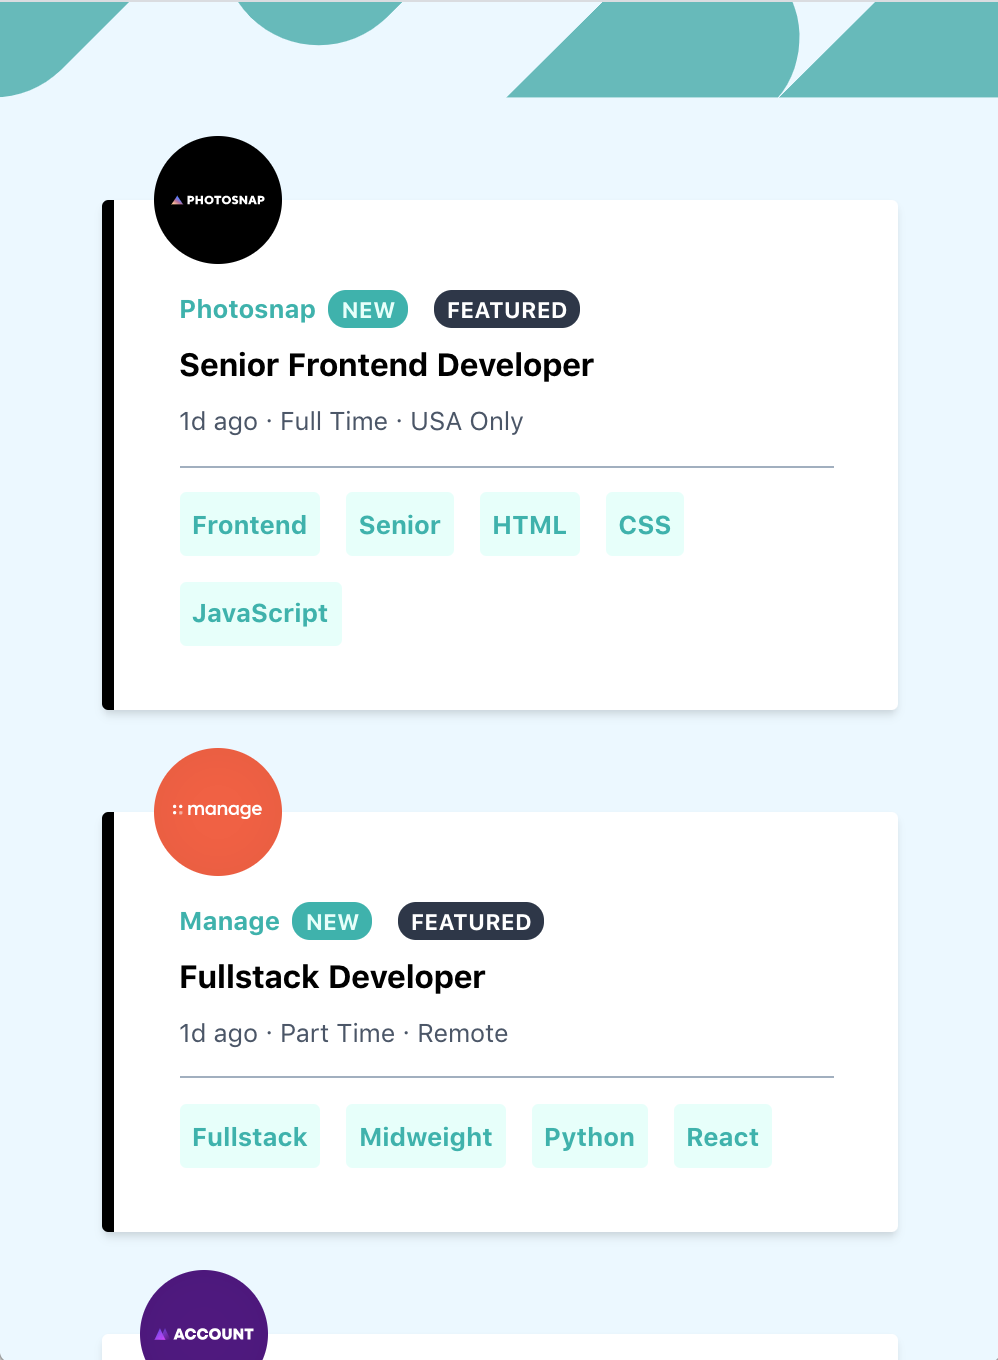 PHOTOSNAP
Photosnap NEW FEATURED
Senior Frontend Developer
1d ago · Full Time · USA Only
Frontend Senior HTML CSS
JavaScript
manage
Manage NEW FEATURED
Fullstack Developer
1d ago · Part Time · Remote
Fullstack Midweight Python React
ACCOUNT